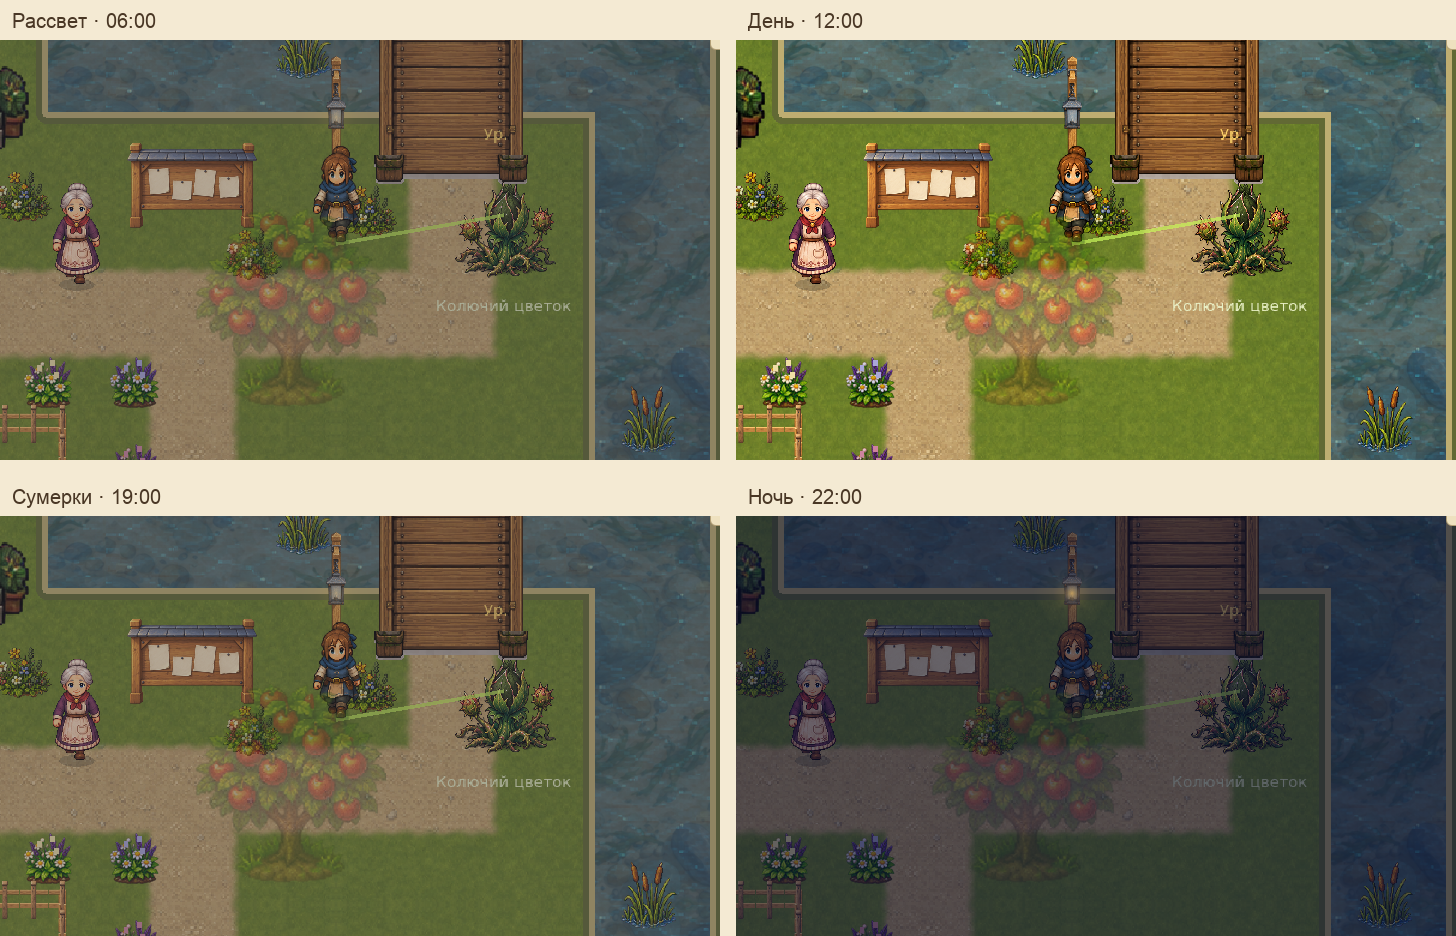 Рассвет · 06:00
День · 12:00
Ур.
Ур.
Колючий цветок
Колючий цветок
Сумерки · 19:00
Ночь · 22:00
Ур.
Ур.
Колючий цветок
Колючий цветок